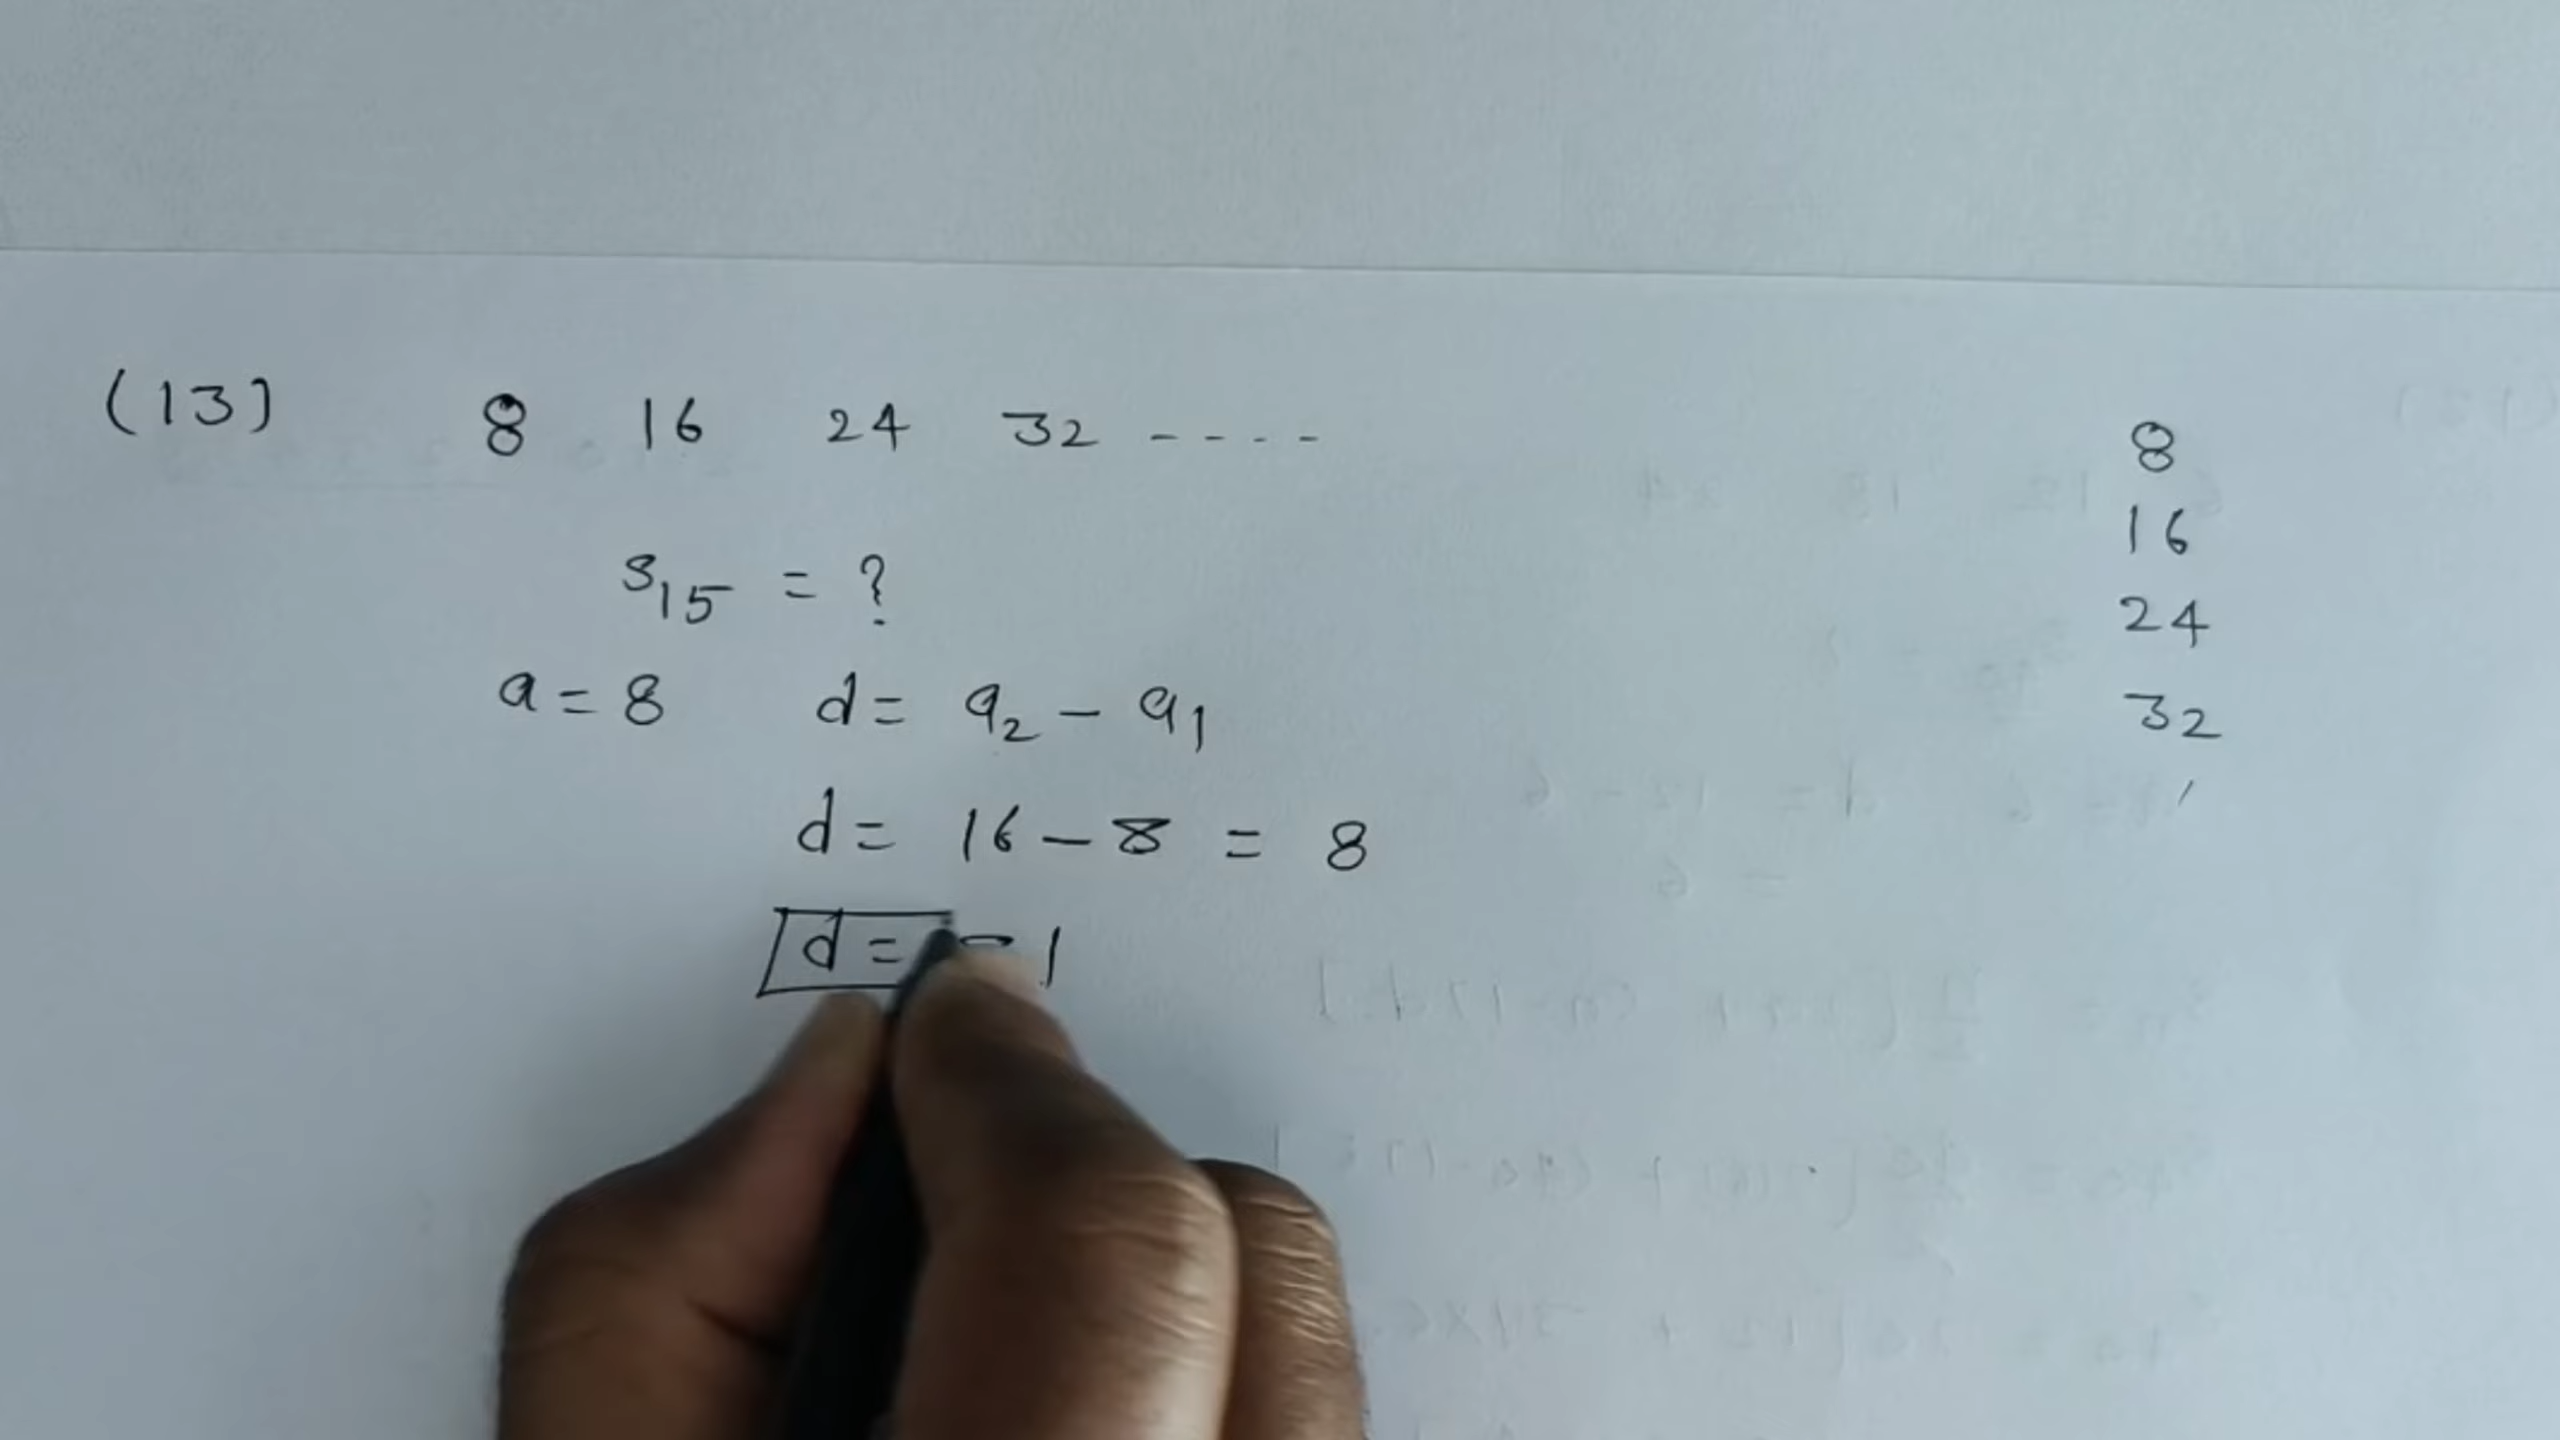 (13) 8 16 24 32 ----
S15 = ?
a = 8 d = a2 - a1
d = 16 - 8 = 8
d =
8
16
24
32